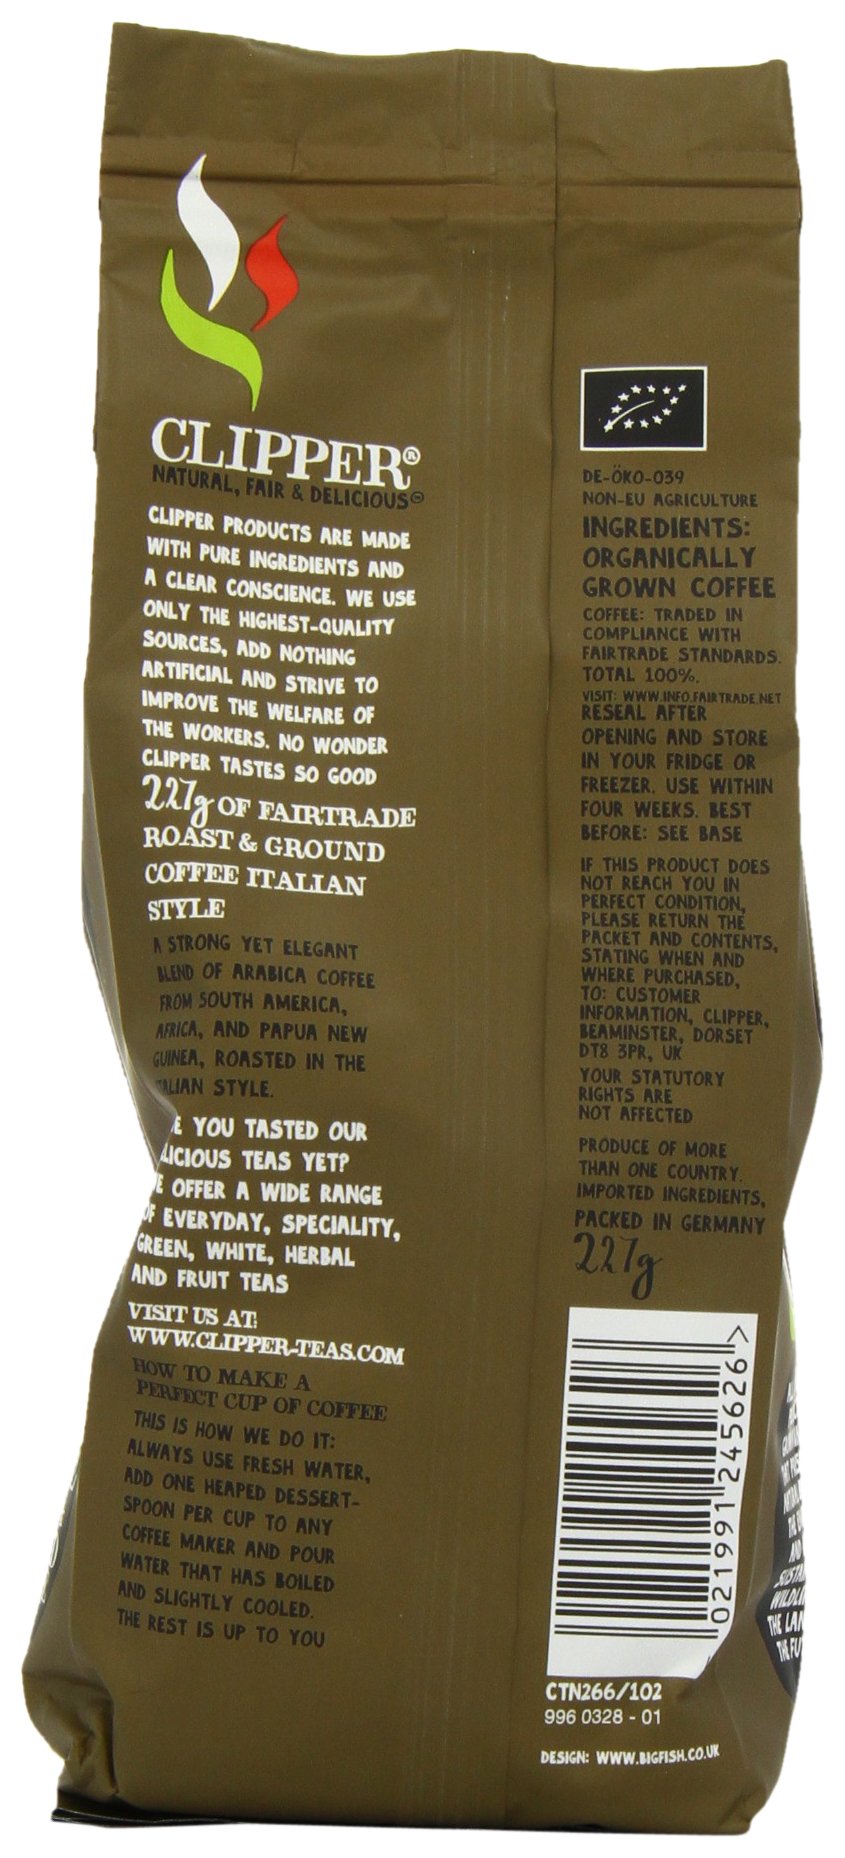 CLIPPER®
NATURAL, FAIR & DELICIOUS
CLIPPER PRODUCTS ARE MADE
WITH PURE INGREDIENTS AND
A CLEAR CONSCIENCE. WE USE
ONLY THE HIGHEST-QUALITY
SOURCES, ADD NOTHING
ARTIFICIAL AND STRIVE TO
IMPROVE THE WELFARE OF
THE WORKERS. NO WONDER
CLIPPER TASTES SO GOOD
227g OF FAIRTRADE
ROAST & GROUND
COFFEE ITALIAN
STYLE
A STRONG YET ELEGANT
BLEND OF ARABICA COFFEE
FROM SOUTH AMERICA,
AFRICA, AND PAPUA NEW
GUINEA, ROASTED IN THE
TALIAN STYLE.
E YOU TASTED OUR
LICIOUS TEAS YET?
E OFFER A WIDE RANGE
OF EVERYDAY, SPECIALITY,
GREEN, WHITE, HERBAL
AND FRUIT TEAS
VISIT US AT:
WWW.CLIPPER-TEAS.COM
HOW TO MAKE A
PERFECT CUP OF COFFEE
THIS IS HOW WE DO IT:
ALWAYS USE FRESH WATER,
ADD ONE HEAPED DESSERT-
SPOON PER CUP TO ANY
COFFEE MAKER AND POUR
WATER THAT HAS BOILED
AND SLIGHTLY COOLED.
THE REST IS UP TO YOU
DE-ÖKO-039
NON-EU AGRICULTURE
INGREDIENTS:
ORGANICALLY
GROWN COFFEE
COFFEE: TRADED IN
COMPLIANCE WITH
FAIRTRADE STANDARDS.
TOTAL 100%.
VISIT: WWW.INFO.FAIRTRADE.NET
RESEAL AFTER
OPENING AND STORE
IN YOUR FRIDGE OR
FREEZER. USE WITHIN
FOUR WEEKS. BEST
BEFORE: SEE BASE
IF THIS PRODUCT DOES
NOT REACH YOU IN
PERFECT CONDITION,
PLEASE RETURN THE
PACKET AND CONTENTS,
STATING WHEN AND
WHERE PURCHASED,
TO: CUSTOMER
INFORMATION, CLIPPER,
BEAMINSTER, DORSET
DT8 3PR, UK
YOUR STATUTORY
RIGHTS ARE
NOT AFFECTED
PRODUCE OF MORE
THAN ONE COUNTRY.
IMPORTED INGREDIENTS,
PACKED IN GERMANY
227g
021991 245626 >
CTN266/102
996 0328 - 01
DESIGN: WWW.BIGFISH.CO.UK
THE LAN
THE FU